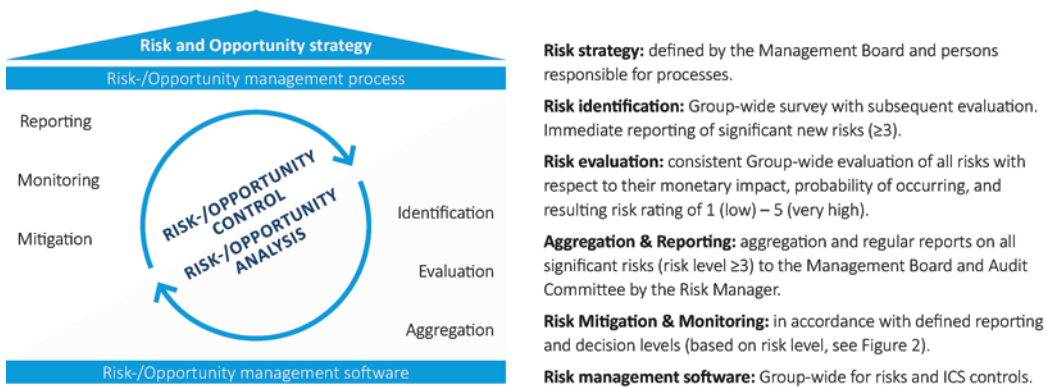 Risk and Opportunity strategy
Risk-/Opportunity management process
Reporting
Monitoring
Mitigation
RISK-/OPPORTUNITY
CONTROL
RISK-/OPPORTUNITY
ANALYSIS
Identification
Evaluation
Aggregation
Risk-/Opportunity management software
Risk strategy: defined by the Management Board and persons
responsible for processes.
Risk identification: Group-wide survey with subsequent evaluation.
Immediate reporting of significant new risks (≥3).
Risk evaluation: consistent Group-wide evaluation of all risks with
respect to their monetary impact, probability of occurring, and
resulting risk rating of 1 (low) – 5 (very high).
Aggregation & Reporting: aggregation and regular reports on all
significant risks (risk level ≥3) to the Management Board and Audit
Committee by the Risk Manager.
Risk Mitigation & Monitoring: in accordance with defined reporting
and decision levels (based on risk level, see Figure 2).
Risk management software: Group-wide for risks and ICS controls.